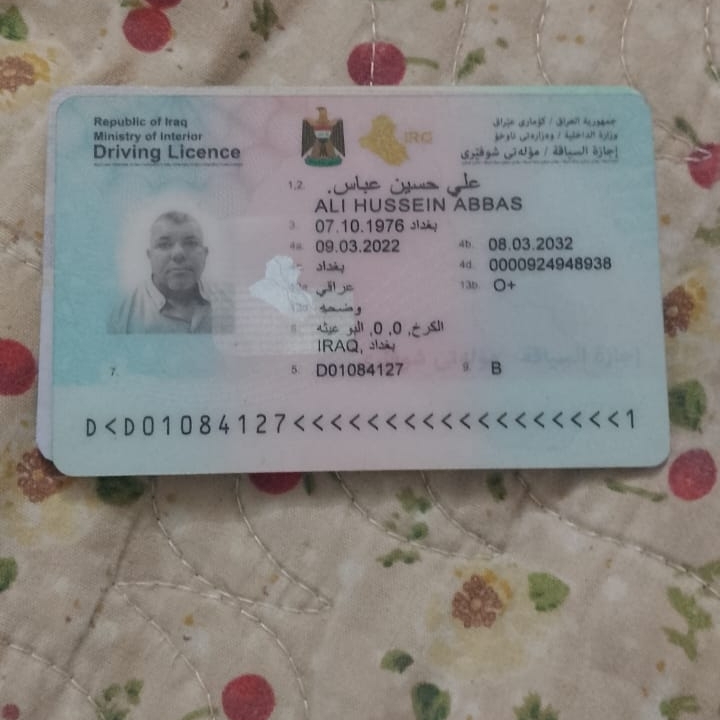 Republic of Iraq
Ministry of Interior
Driving Licence
IRQ
جمهورية العراق / كۆماری عێراق
وزارة الداخلية / وەزارەتی ناوخۆ
إجازة السياقة / مۆڵەتی شوفێری
1,2. علي حسين عباس.
ALI HUSSEIN ABBAS
3. 07.10.1976 بغداد
4a. 09.03.2022 4b. 08.03.2032
بغداد 4d. 0000924948938
عراقي 13b. O+
وضحه
8. الكرخ, 0, 0, البو عيثه
IRAQ, بغداد
7. 5. D01084127 9. B
D<D01084127<<<<<<<<<<<<<<<<<<1